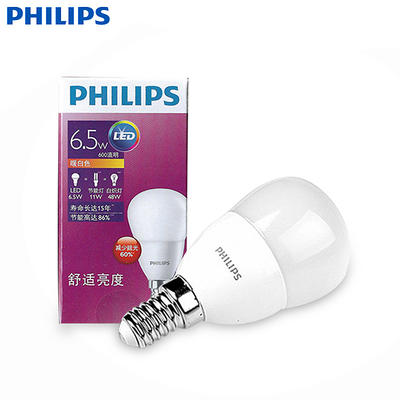 PHILIPS
PHILIPS
6.5W
LED
600流明
暖白色
LED = 节能灯 = 白炽灯
6.5W 11W 48W
寿命长达15年
节能高达86%
减少眩光
60%*
舒适亮度
PHILIPS